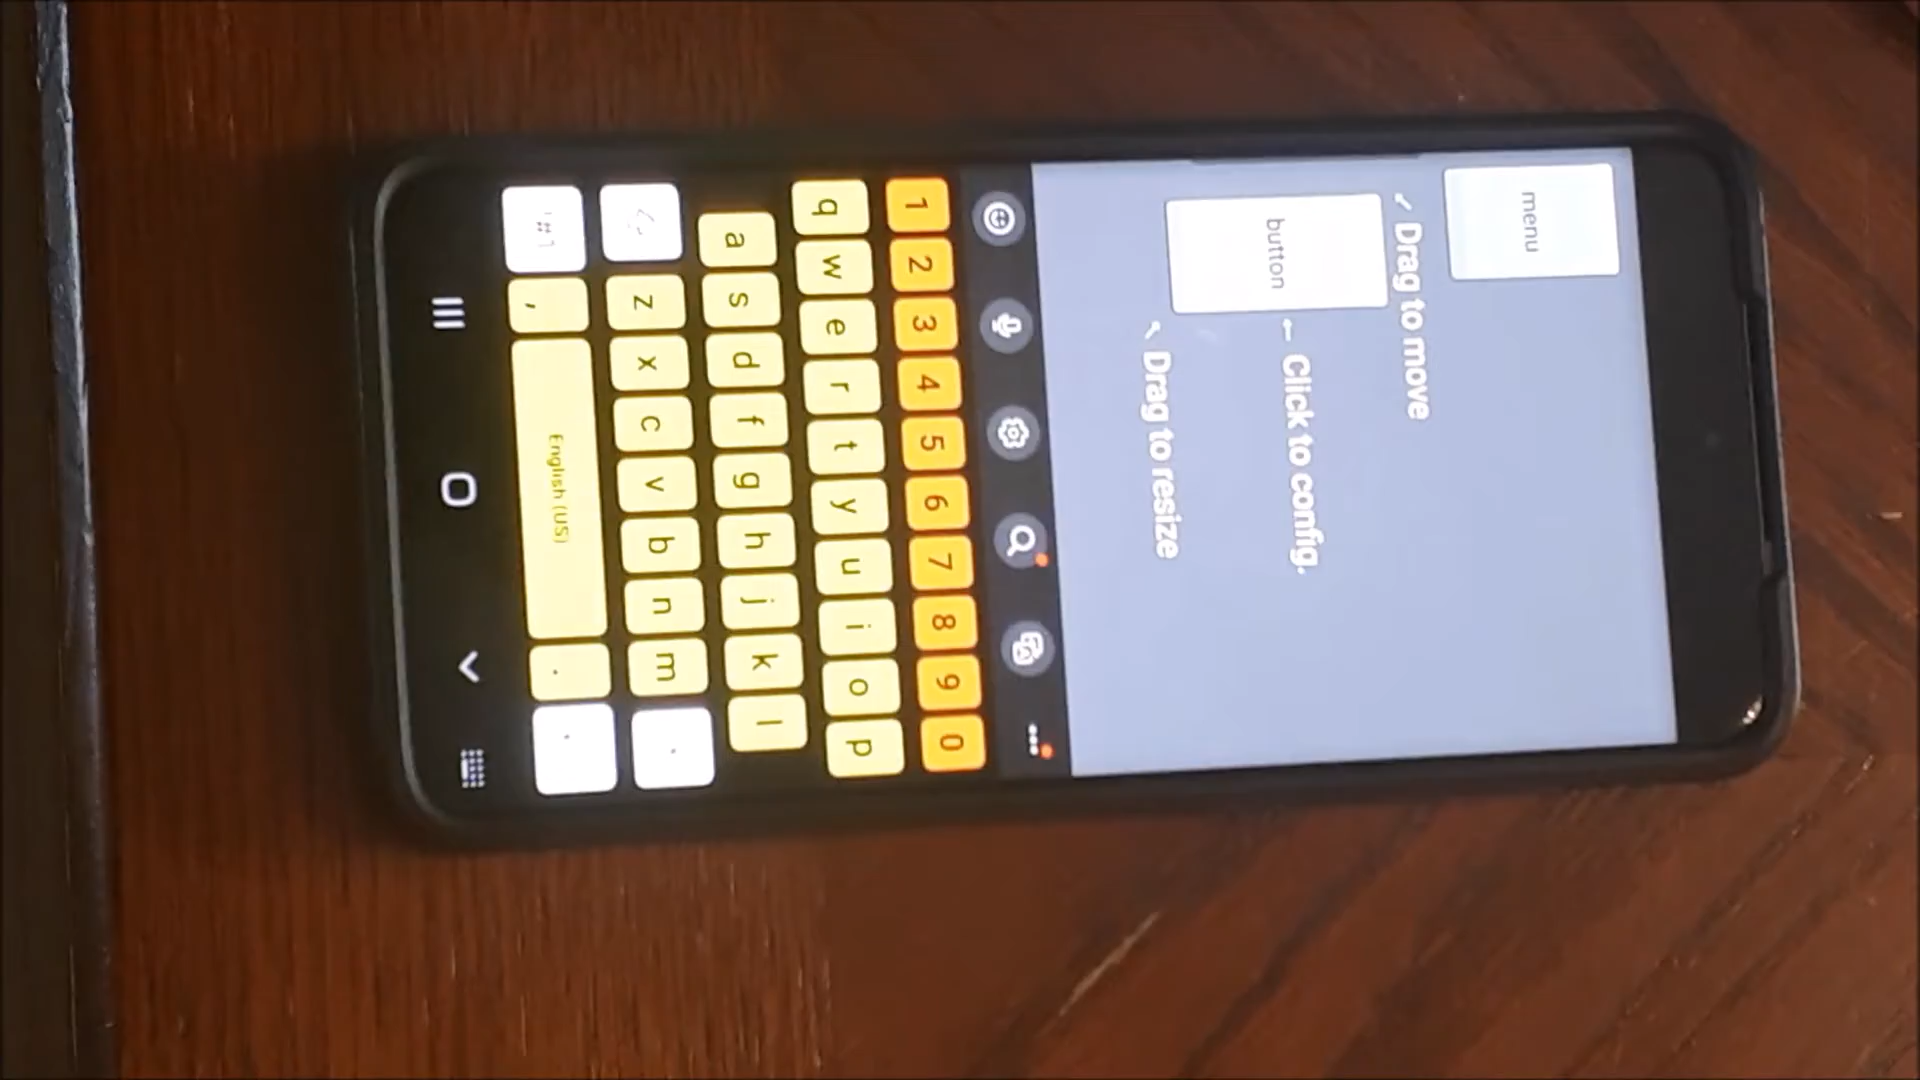 menu
↙ Drag to move
button
← Click to config.
↖ Drag to resize
1 2 3 4 5 6 7 8 9 0
q w e r t y u i o p
a s d f g h j k l
z x c v b n m
!#1 , English (US) .